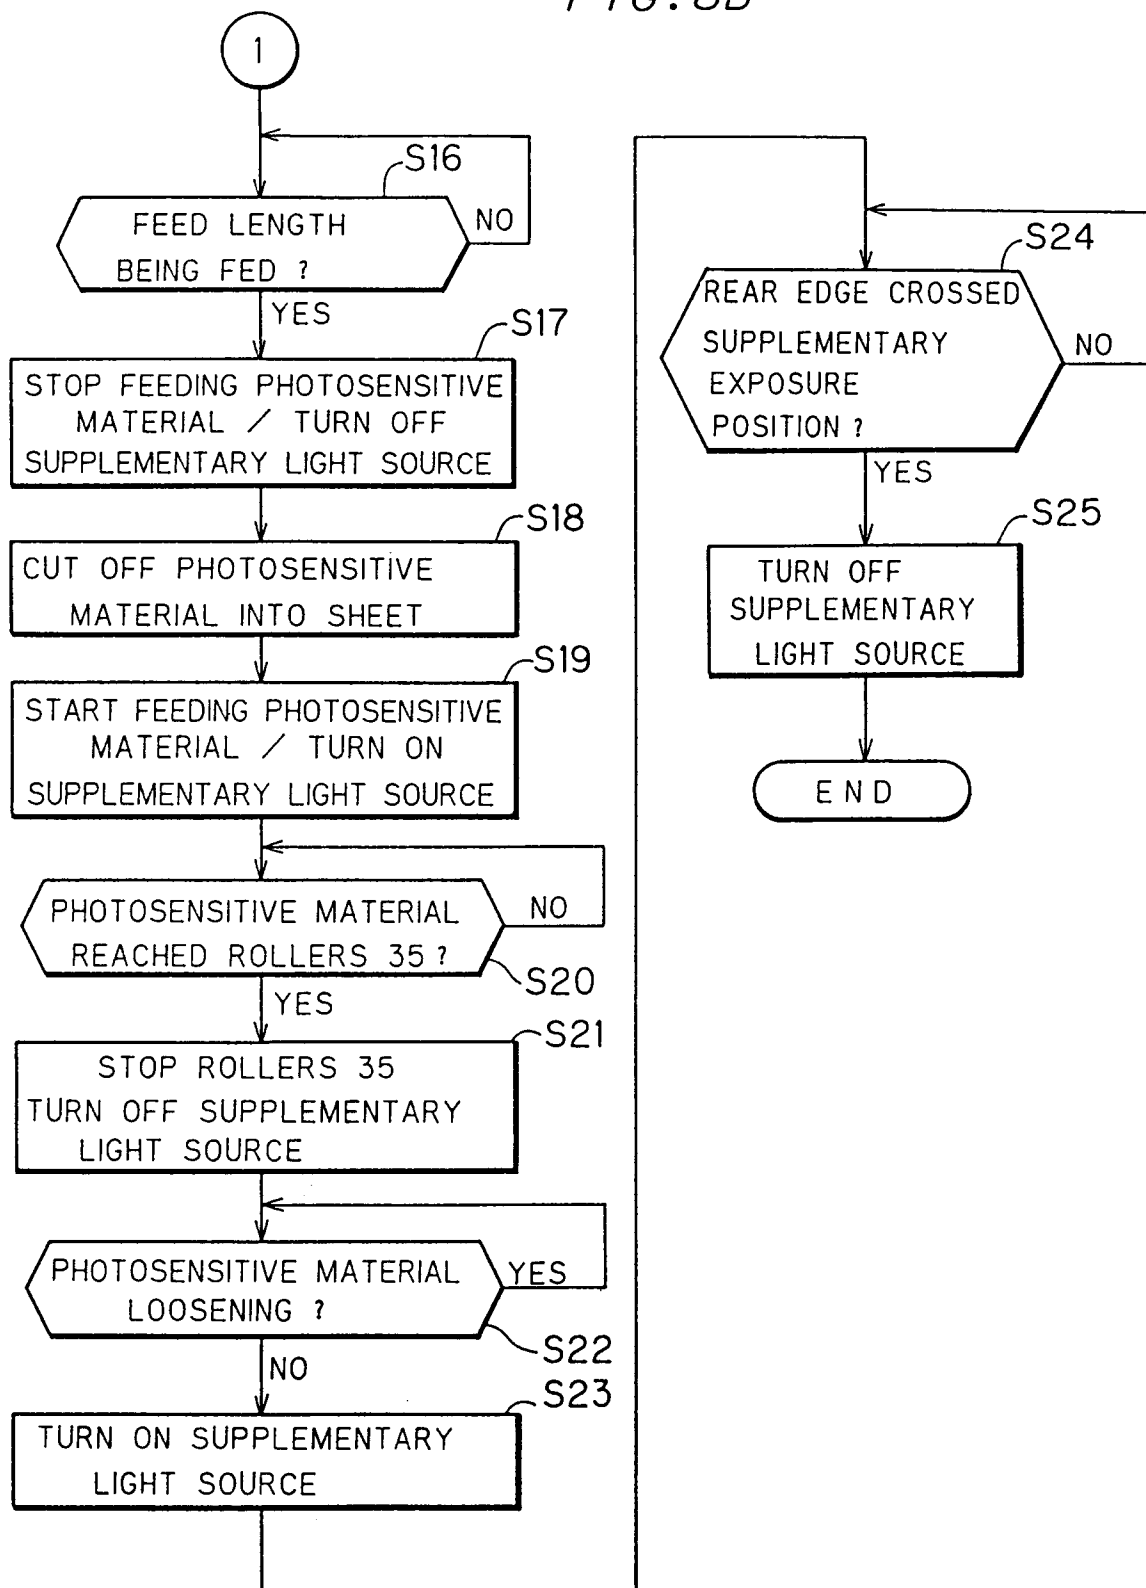 FIG. 8B
1
S16
FEED LENGTH
BEING FED ?
NO
YES
S17
STOP FEEDING PHOTOSENSITIVE
MATERIAL / TURN OFF
SUPPLEMENTARY LIGHT SOURCE
S18
CUT OFF PHOTOSENSITIVE
MATERIAL INTO SHEET
S19
START FEEDING PHOTOSENSITIVE
MATERIAL / TURN ON
SUPPLEMENTARY LIGHT SOURCE
PHOTOSENSITIVE MATERIAL
REACHED ROLLERS 35 ?
NO
S20
YES
S21
STOP ROLLERS 35
TURN OFF SUPPLEMENTARY
LIGHT SOURCE
PHOTOSENSITIVE MATERIAL
LOOSENING ?
YES
S22
NO
S23
TURN ON SUPPLEMENTARY
LIGHT SOURCE
S24
REAR EDGE CROSSED
SUPPLEMENTARY
EXPOSURE
POSITION ?
NO
YES
S25
TURN OFF
SUPPLEMENTARY
LIGHT SOURCE
END